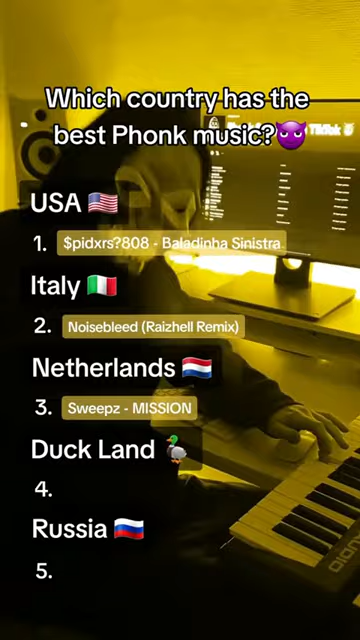 Which country has the
best Phonk music?😈
TikTok
USA 🇺🇸
1. $pidxrs?808 - Baladinha Sinistra
Italy 🇮🇹
2. Noisebleed (Raizhell Remix)
Netherlands 🇳🇱
3. Sweepz - MISSION
Duck Land 🦆
4.
Russia 🇷🇺
5.